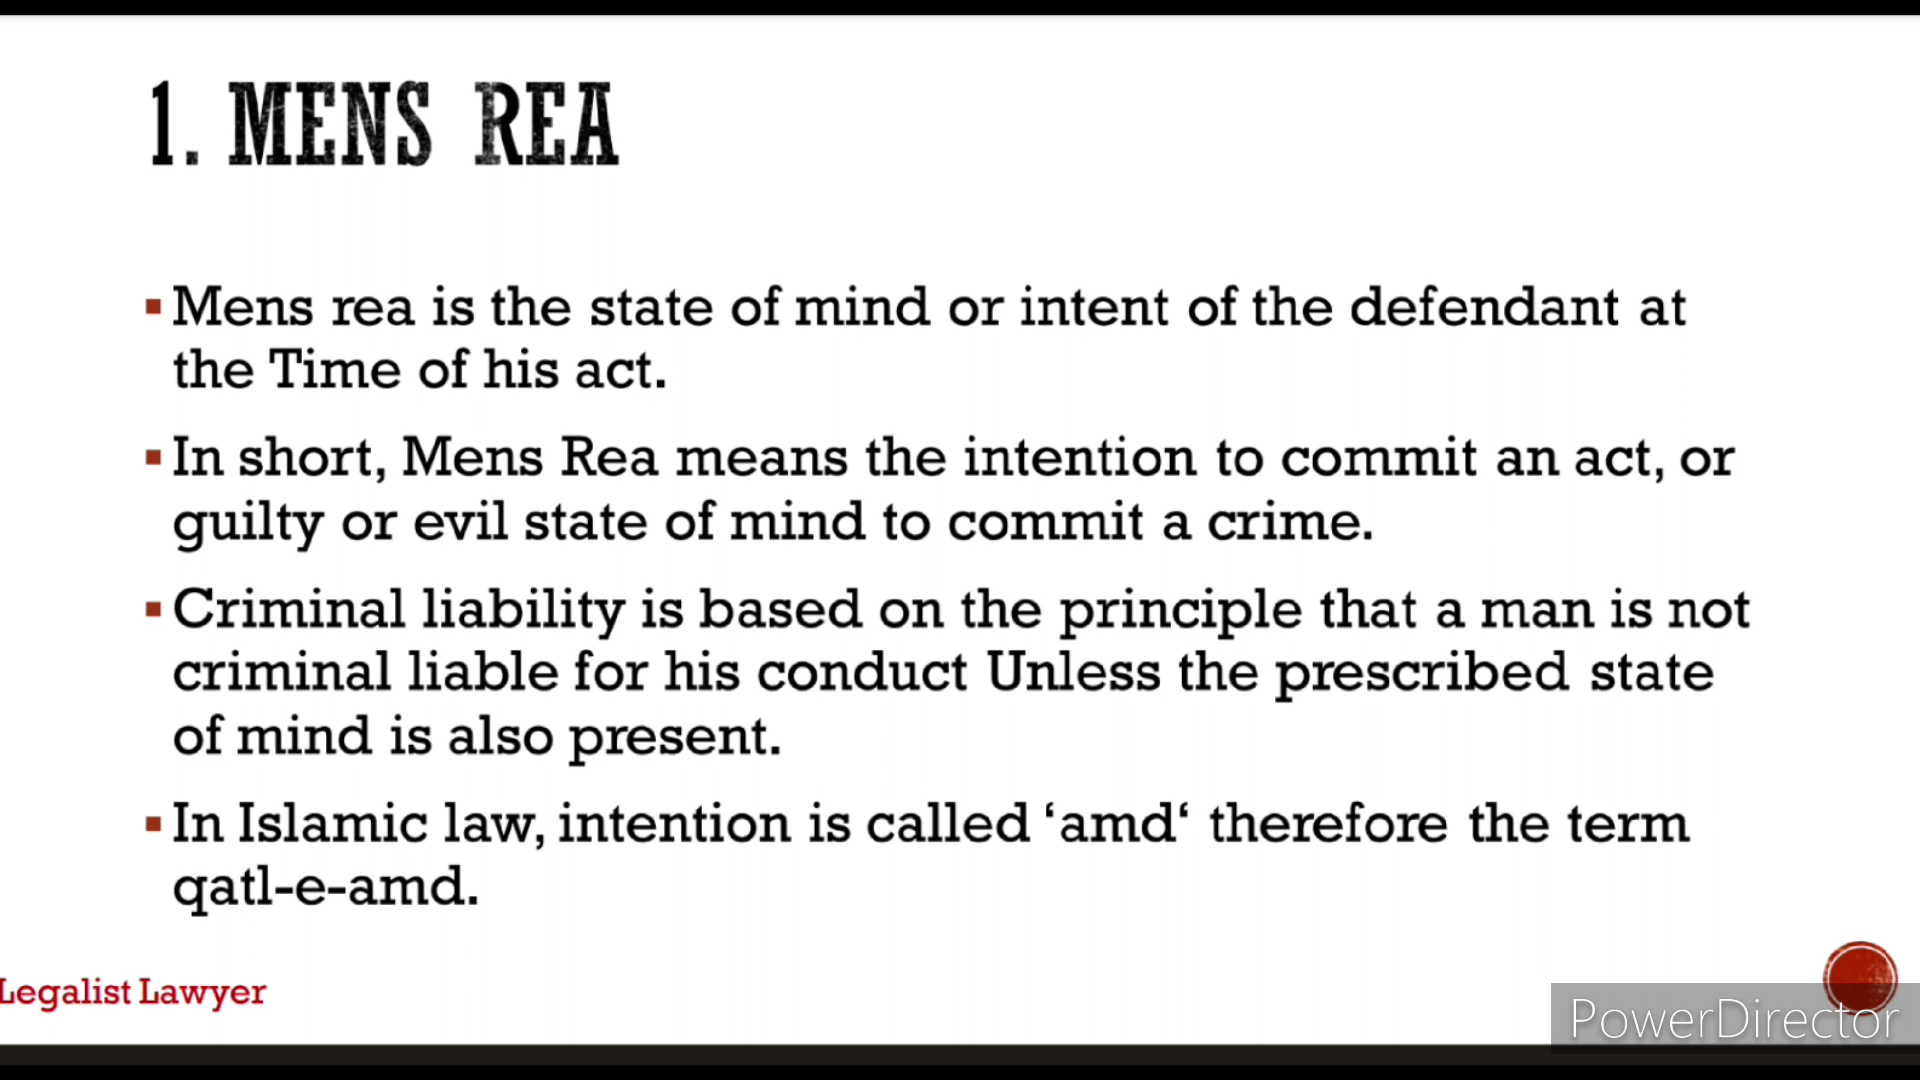 1. MENS REA
▪ Mens rea is the state of mind or intent of the defendant at
the Time of his act.
▪ In short, Mens Rea means the intention to commit an act, or
guilty or evil state of mind to commit a crime.
▪ Criminal liability is based on the principle that a man is not
criminal liable for his conduct Unless the prescribed state
of mind is also present.
▪ In Islamic law, intention is called ‘amd‘ therefore the term
qatl-e-amd.
Legalist Lawyer
PowerDirector